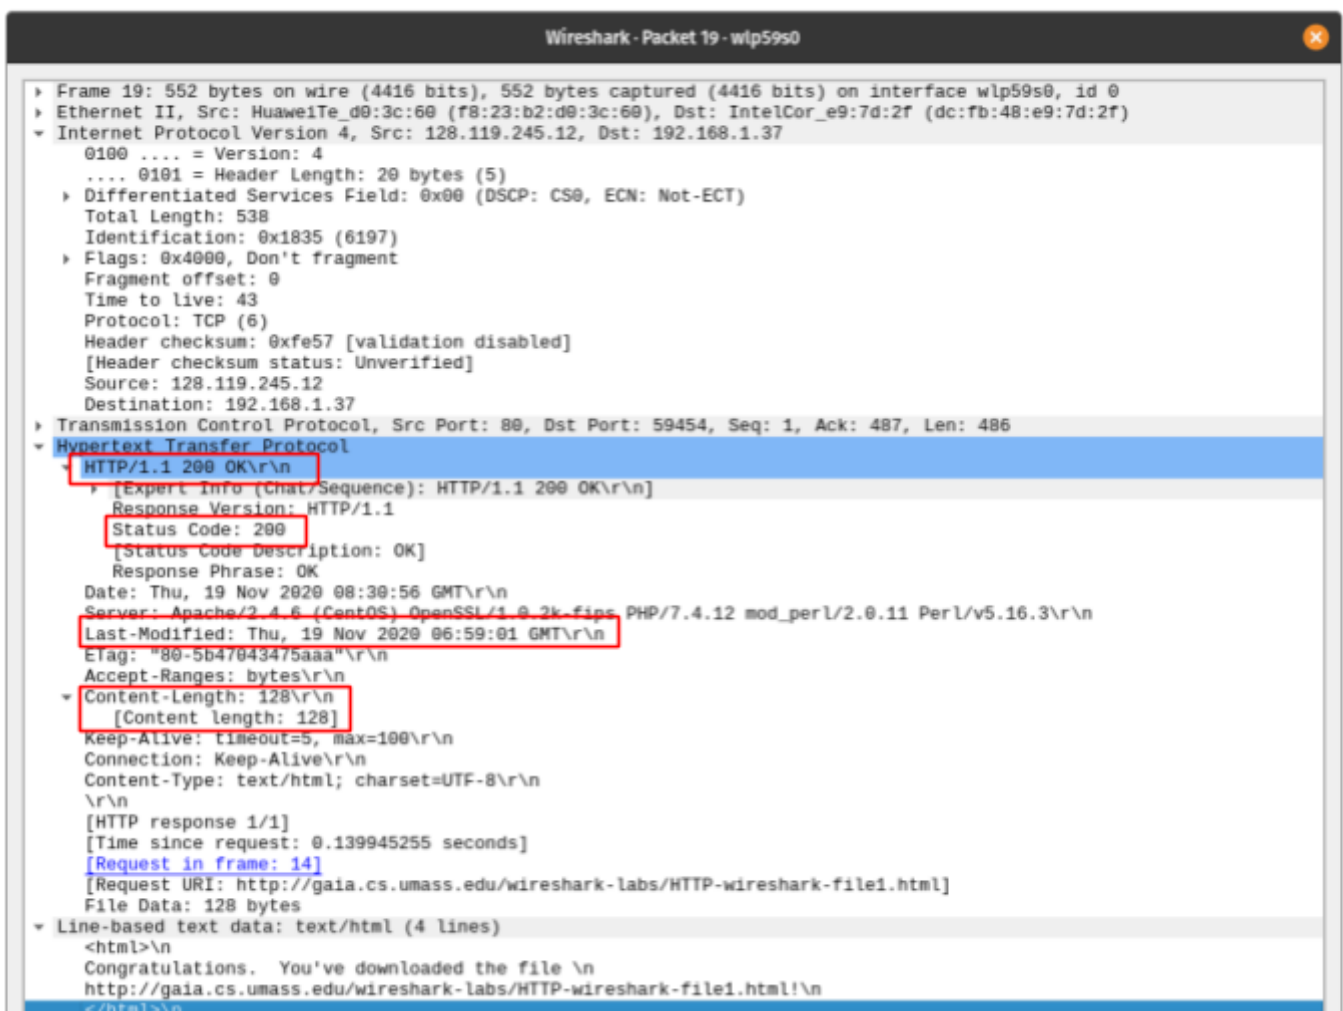 Wireshark · Packet 19 · wlp59s0
Frame 19: 552 bytes on wire (4416 bits), 552 bytes captured (4416 bits) on interface wlp59s0, id 0
Ethernet II, Src: HuaweiTe_d0:3c:60 (f8:23:b2:d0:3c:60), Dst: IntelCor_e9:7d:2f (dc:fb:48:e9:7d:2f)
Internet Protocol Version 4, Src: 128.119.245.12, Dst: 192.168.1.37
0100 .... = Version: 4
.... 0101 = Header Length: 20 bytes (5)
Differentiated Services Field: 0x00 (DSCP: CS0, ECN: Not-ECT)
Total Length: 538
Identification: 0x1835 (6197)
Flags: 0x4000, Don't fragment
Fragment offset: 0
Time to live: 43
Protocol: TCP (6)
Header checksum: 0xfe57 [validation disabled]
[Header checksum status: Unverified]
Source: 128.119.245.12
Destination: 192.168.1.37
Transmission Control Protocol, Src Port: 80, Dst Port: 59454, Seq: 1, Ack: 487, Len: 486
Hypertext Transfer Protocol
HTTP/1.1 200 OK\r\n
[Expert Info (Chat/Sequence): HTTP/1.1 200 OK\r\n]
Response Version: HTTP/1.1
Status Code: 200
[Status Code Description: OK]
Response Phrase: OK
Date: Thu, 19 Nov 2020 08:30:56 GMT\r\n
Server: Apache/2.4.6 (CentOS) OpenSSL/1.0.2k-fips PHP/7.4.12 mod_perl/2.0.11 Perl/v5.16.3\r\n
Last-Modified: Thu, 19 Nov 2020 06:59:01 GMT\r\n
ETag: "80-5b47043475aaa"\r\n
Accept-Ranges: bytes\r\n
Content-Length: 128\r\n
[Content length: 128]
Keep-Alive: timeout=5, max=100\r\n
Connection: Keep-Alive\r\n
Content-Type: text/html; charset=UTF-8\r\n
\r\n
[HTTP response 1/1]
[Time since request: 0.139945255 seconds]
[Request in frame: 14]
[Request URI: http://gaia.cs.umass.edu/wireshark-labs/HTTP-wireshark-file1.html]
File Data: 128 bytes
Line-based text data: text/html (4 lines)
<html>\n
Congratulations.  You've downloaded the file \n
http://gaia.cs.umass.edu/wireshark-labs/HTTP-wireshark-file1.html!\n
</html>\n